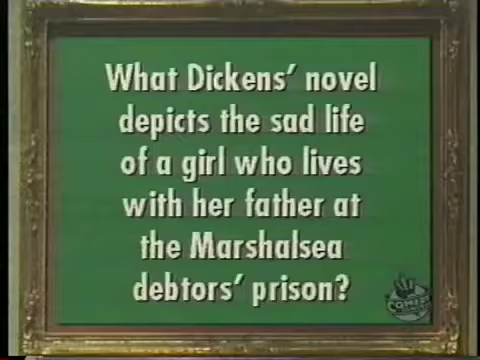 What Dickens' novel
depicts the sad life
of a girl who lives
with her father at
the Marshalsea
debtors' prison?
COMEDY